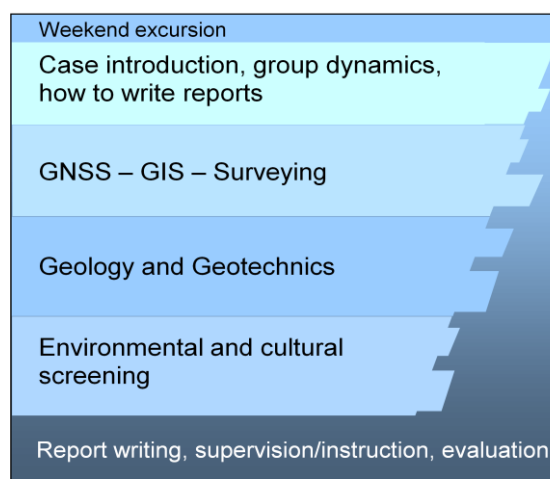 Weekend excursion
Case introduction, group dynamics,
how to write reports
GNSS – GIS – Surveying
Geology and Geotechnics
Environmental and cultural
screening
Report writing, supervision/instruction, evaluation